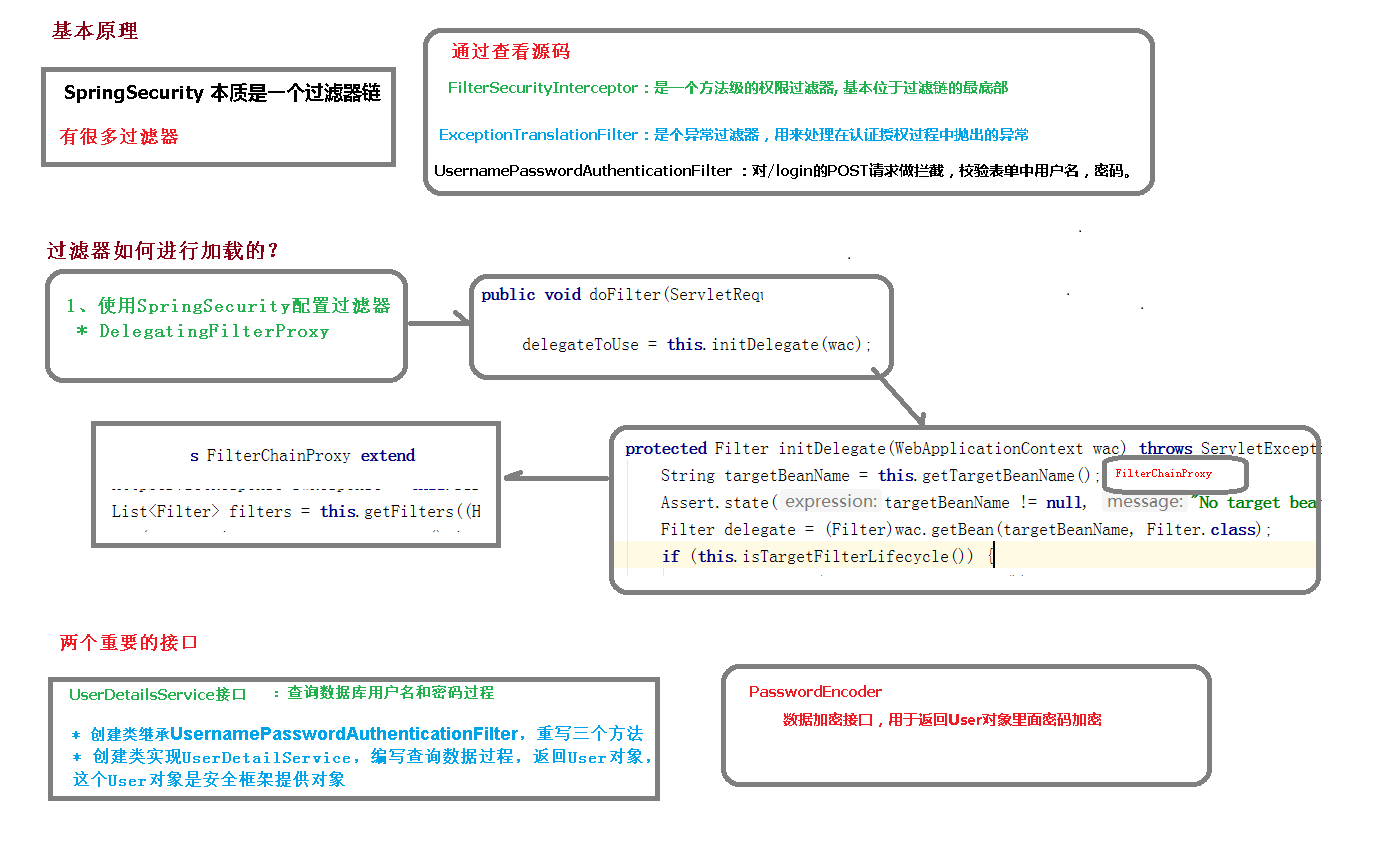 基本原理
SpringSecurity 本质是一个过滤器链
有很多过滤器
通过查看源码
FilterSecurityInterceptor：是一个方法级的权限过滤器, 基本位于过滤链的最底部
ExceptionTranslationFilter：是个异常过滤器，用来处理在认证授权过程中抛出的异常
UsernamePasswordAuthenticationFilter ：对/login的POST请求做拦截，校验表单中用户名，密码。
过滤器如何进行加载的？
1、使用SpringSecurity配置过滤器
* DelegatingFilterProxy
public void doFilter(ServletRequ
delegateToUse = this.initDelegate(wac);
protected Filter initDelegate(WebApplicationContext wac) throws ServletExcepti
String targetBeanName = this.getTargetBeanName();
FilterChainProxy
Assert.state( expression: targetBeanName != null, message: "No target bea
Filter delegate = (Filter)wac.getBean(targetBeanName, Filter.class);
if (this.isTargetFilterLifecycle()) {
s FilterChainProxy extend
List<Filter> filters = this.getFilters((H
两个重要的接口
UserDetailsService接口 ：查询数据库用户名和密码过程
* 创建类继承UsernamePasswordAuthenticationFilter，重写三个方法
* 创建类实现UserDetailService，编写查询数据过程，返回User对象，
这个User对象是安全框架提供对象
PasswordEncoder
数据加密接口，用于返回User对象里面密码加密